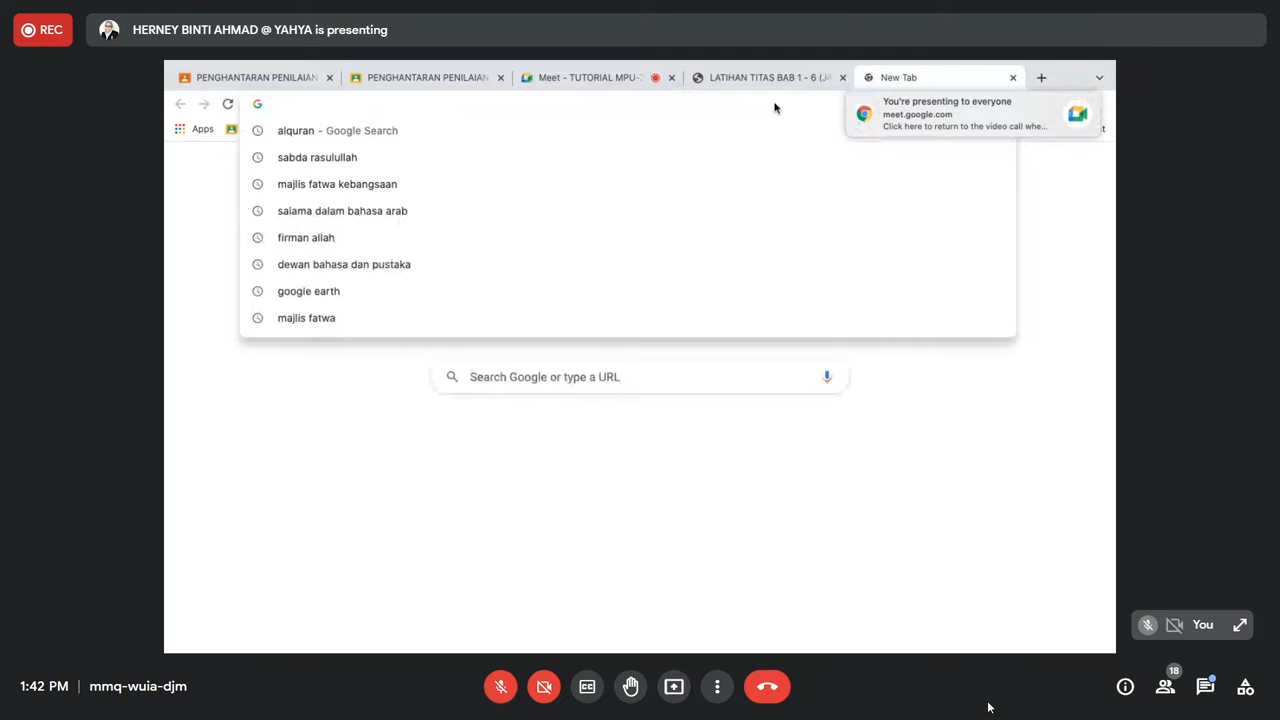 REC
HERNEY BINTI AHMAD @ YAHYA is presenting
PENGHANTARAN PENILAIAN
PENGHANTARAN PENILAIAN
Meet - TUTORIAL MPU-
LATIHAN TITAS BAB 1 - 6 (JA
New Tab
You're presenting to everyone
meet.google.com
Click here to return to the video call whe...
Apps
alquran - Google Search
sabda rasulullah
majlis fatwa kebangsaan
salama dalam bahasa arab
firman allah
dewan bahasa dan pustaka
google earth
majlis fatwa
Search Google or type a URL
You
1:42 PM
mmq-wuia-djm
18